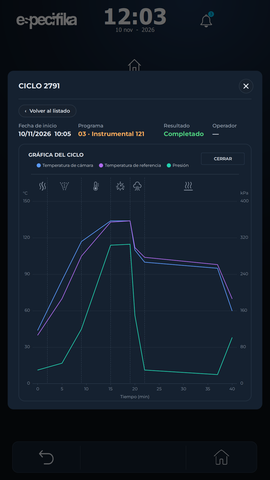 e-specifika
12:03
10 nov - 2026
CICLO 2791
‹ Volver al listado
Fecha de inicio
Programa
Resultado
Operador
10/11/2026 10:05
03 - Instrumental 121
Completado
—
GRÁFICA DEL CICLO
CERRAR
Temperatura de cámara
Temperatura de referencia
Presión
°C
kPa
150
400
120
320
90
240
60
160
30
80
0
0
0
5
10
15
20
25
30
35
40
Tiempo (min)